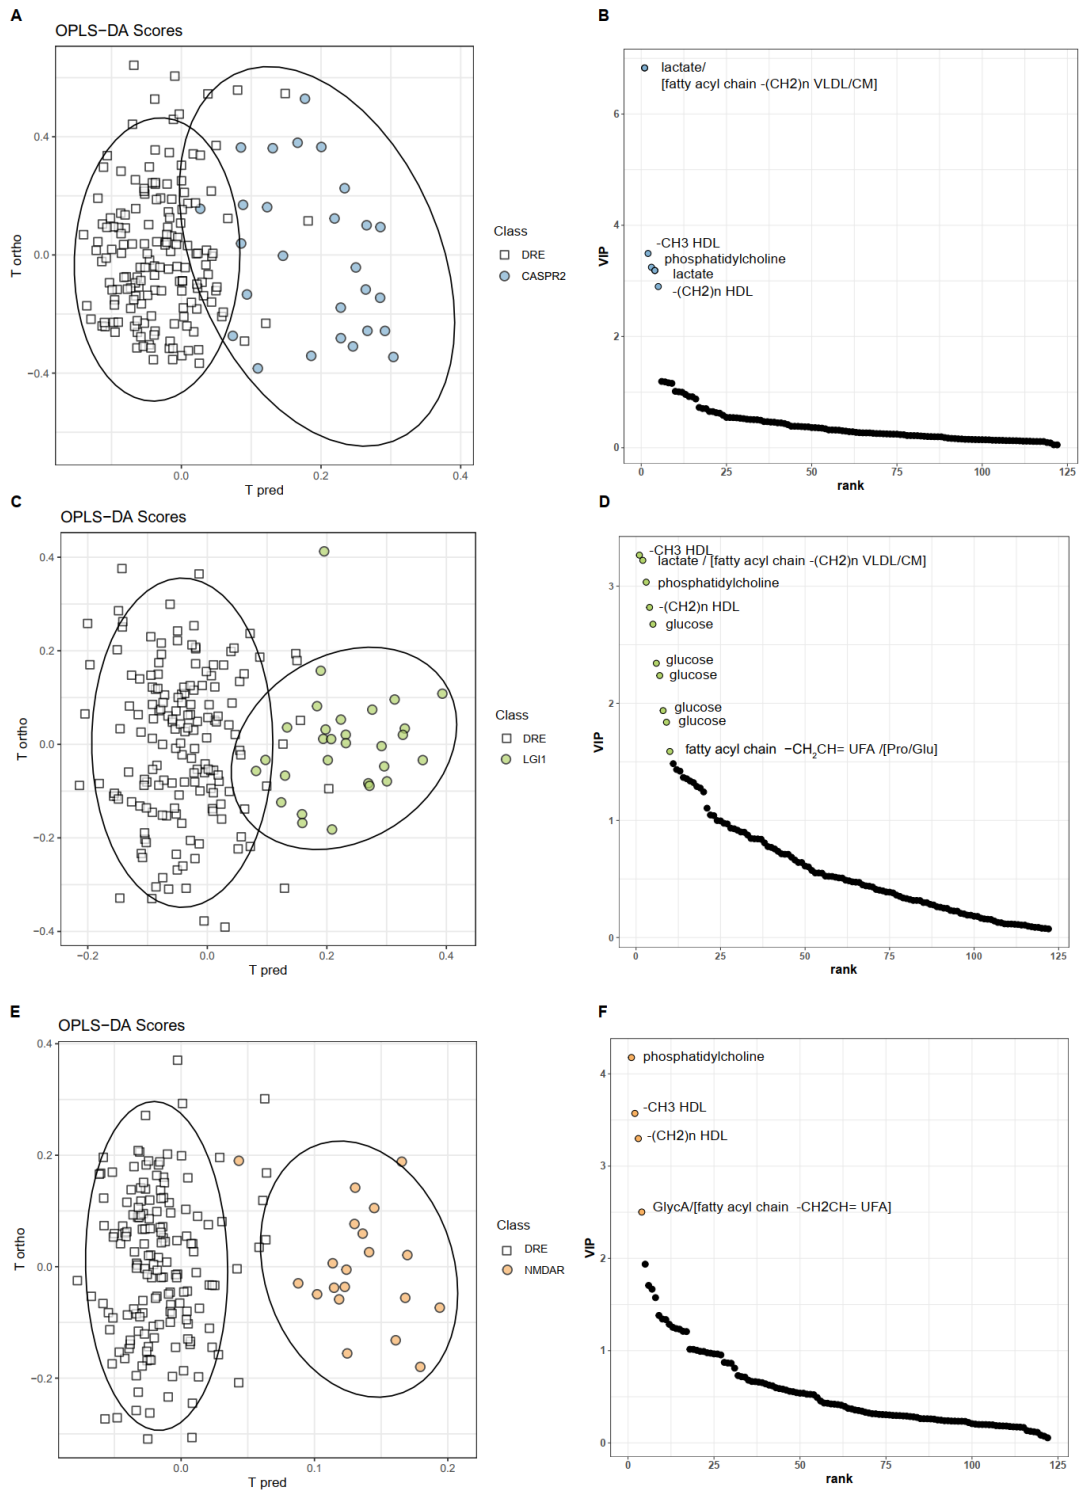 A
OPLS−DA Scores
T ortho
0.4
0.0
−0.4
0.0
0.2
0.4
T pred
Class
DRE
CASPR2
B
VIP
6
4
2
0
lactate/
[fatty acyl chain -(CH2)n VLDL/CM]
-CH3 HDL
phosphatidylcholine
lactate
-(CH2)n HDL
0
25
50
75
100
125
rank
C
OPLS−DA Scores
T ortho
0.4
0.2
0.0
−0.2
−0.4
−0.2
0.0
0.2
0.4
T pred
Class
DRE
LGI1
D
VIP
3
2
1
0
-CH3 HDL
lactate / [fatty acyl chain -(CH2)n VLDL/CM]
phosphatidylcholine
-(CH2)n HDL
glucose
glucose
glucose
glucose
glucose
fatty acyl chain −CH2CH= UFA /[Pro/Glu]
0
25
50
75
100
125
rank
E
OPLS−DA Scores
T ortho
0.4
0.2
0.0
−0.2
0.0
0.1
0.2
T pred
Class
DRE
NMDAR
F
VIP
4
3
2
1
0
phosphatidylcholine
-CH3 HDL
-(CH2)n HDL
GlycA/[fatty acyl chain -CH2CH= UFA]
0
25
50
75
100
125
rank